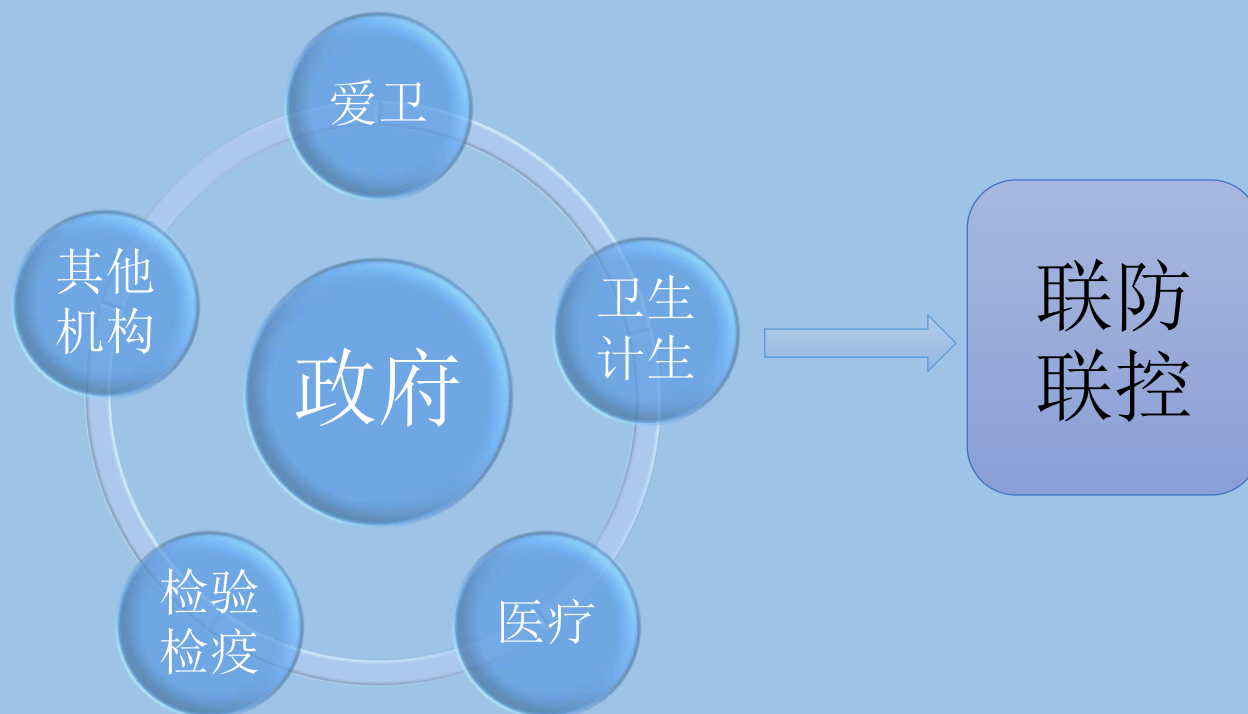 爱卫
其他
机构
卫生
计生
政府
联防
联控
检验
检疫
医疗